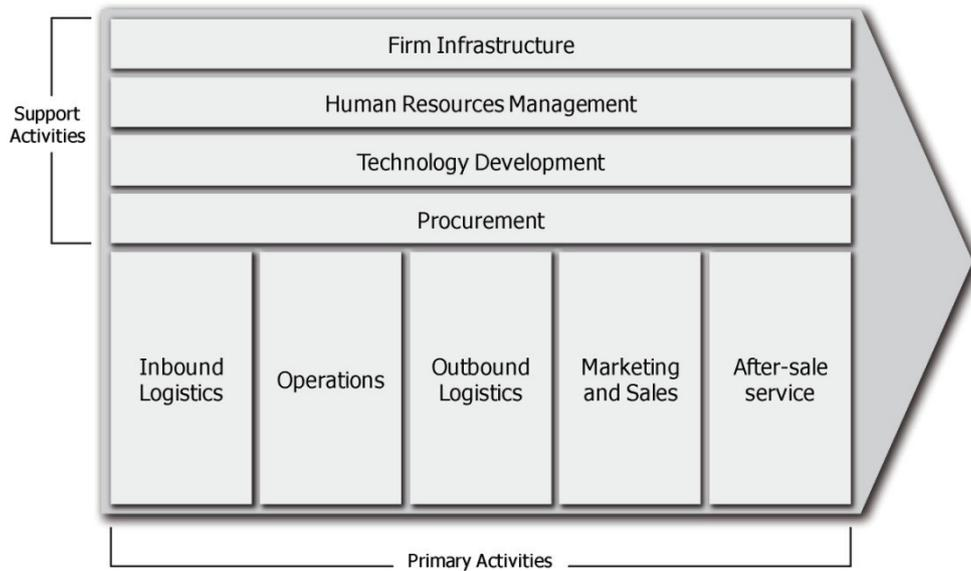 Firm Infrastructure
Human Resources Management
Support
Activities
Technology Development
Procurement
Inbound
Logistics
Operations
Outbound
Logistics
Marketing
and Sales
After-sale
service
Primary Activities